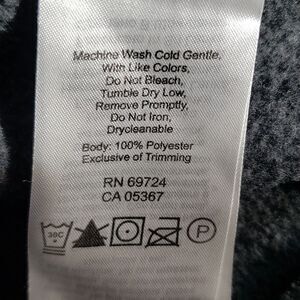 Machine Wash Cold Gentle,
With Like Colors,
Do Not Bleach,
Tumble Dry Low,
Remove Promptly,
Do Not Iron,
Drycleanable
Body: 100% Polyester
Exclusive of Trimming
RN 69724
CA 05367
30C P